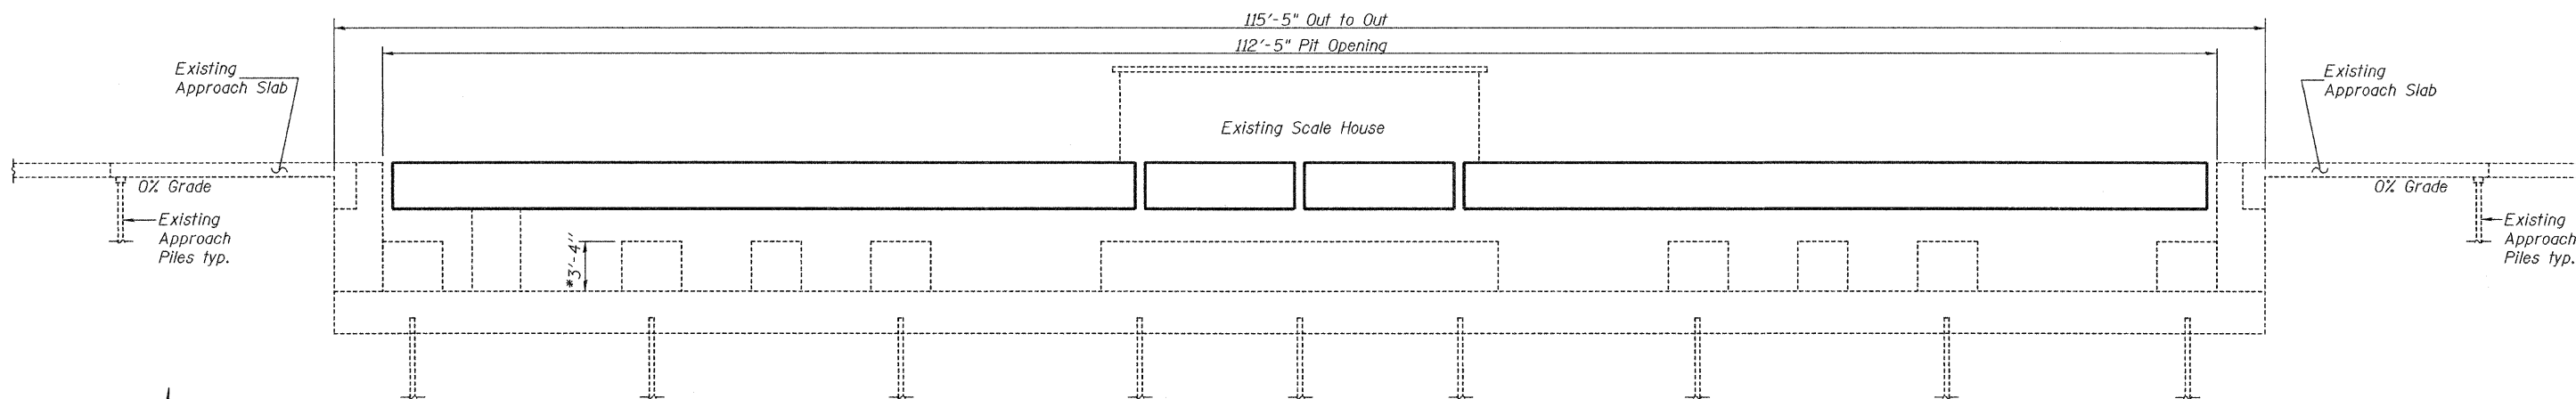 115'-5" Out to Out
112'-5" Pit Opening
Existing
Approach Slab
Existing
Approach Slab
Existing Scale House
0% Grade
0% Grade
Existing
Approach
Piles typ.
*3'-4"
Existing
Approach
Piles typ.